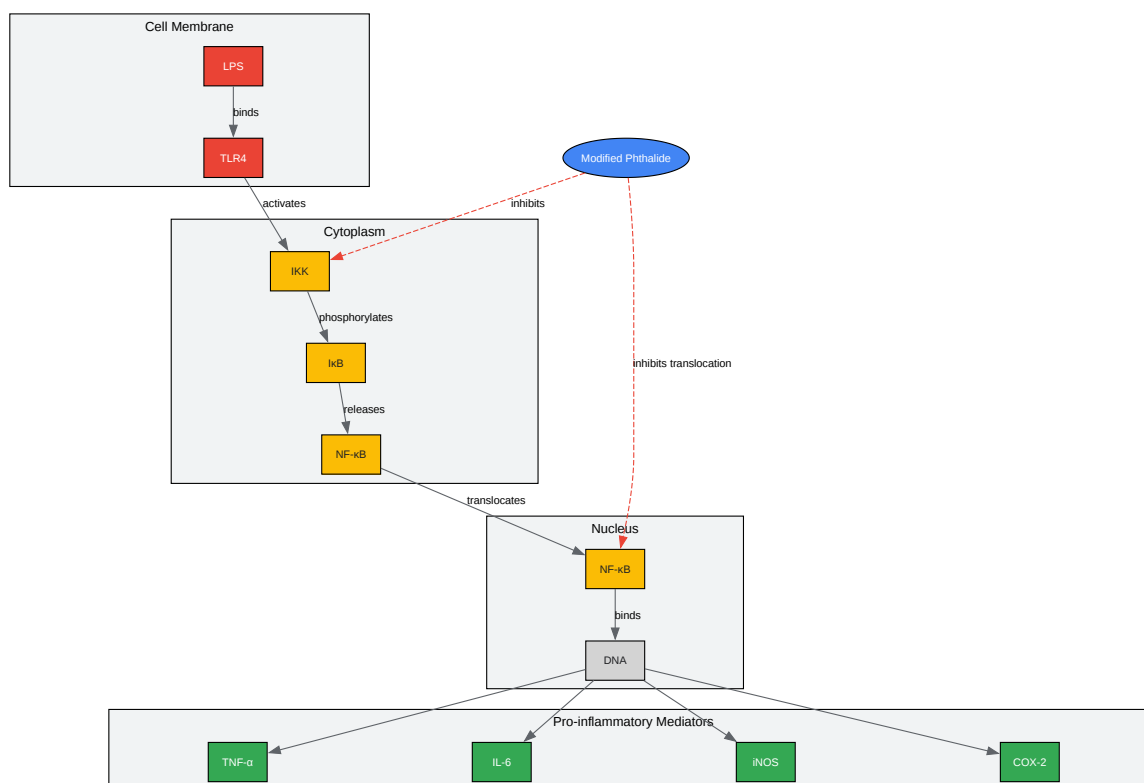 Cell Membrane
LPS
binds
TLR4
Modified Phthalide
activates
inhibits
Cytoplasm
IKK
phosphorylates
IκB
inhibits translocation
releases
NF-κB
translocates
Nucleus
NF-κB
binds
DNA
Pro-inflammatory Mediators
TNF-α
IL-6
iNOS
COX-2